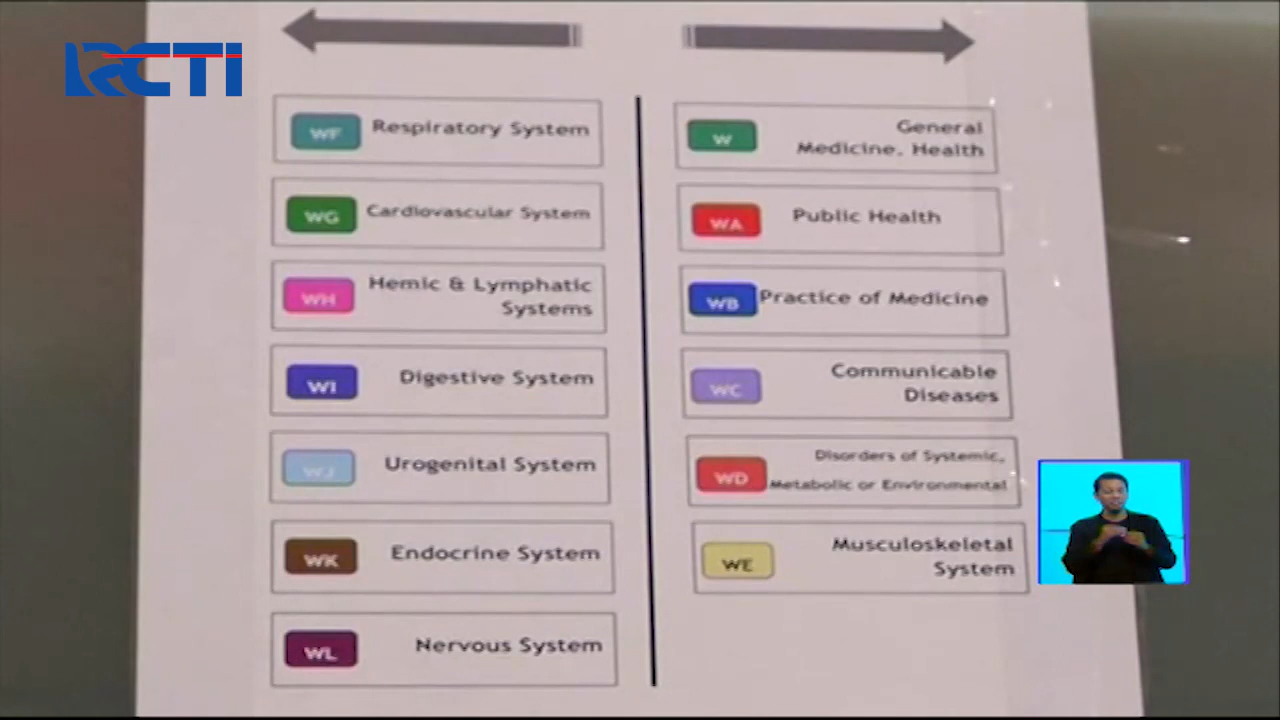 RCTI
WF Respiratory System
WG Cardiovascular System
WH Hemic & Lymphatic
Systems
WI Digestive System
WJ Urogenital System
WK Endocrine System
WL Nervous System
W General
Medicine, Health
WA Public Health
WB Practice of Medicine
WC Communicable
Diseases
WD Disorders of Systemic,
Metabolic or Environmental
WE Musculoskeletal
System